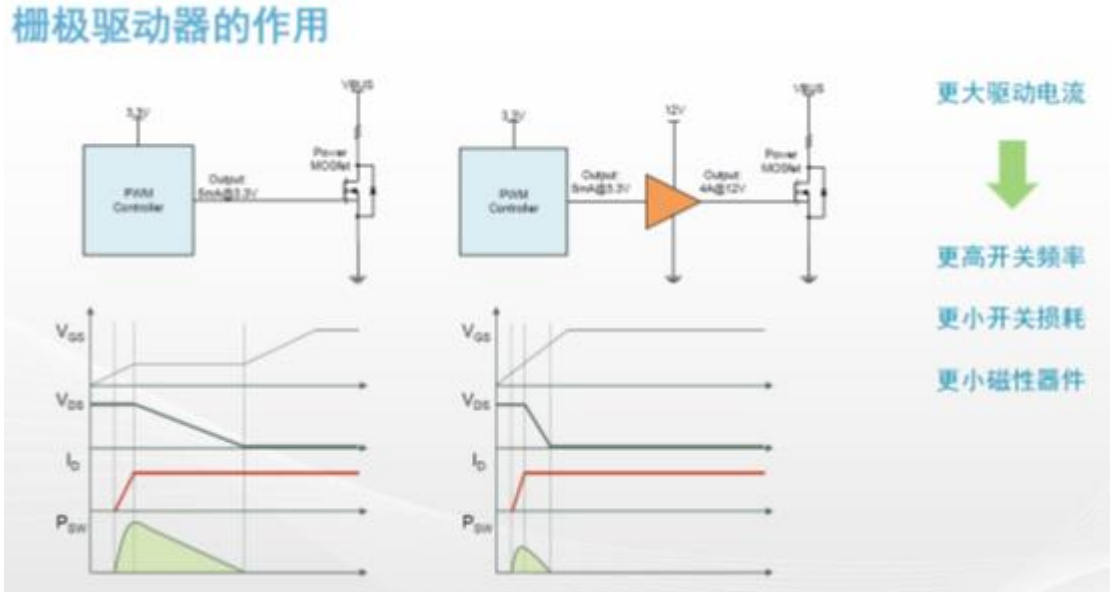 栅极驱动器的作用
VBUS
3.3V
Power
MOSfet
PWM
Controller
Output:
5mA@3.3V
VBUS
3.3V
12V
Power
MOSfet
PWM
Controller
Output:
5mA@3.3V
Output:
4A@12V
更大驱动电流
更高开关频率
更小开关损耗
更小磁性器件
VGS
VDS
ID
PSW
VGS
VDS
ID
PSW